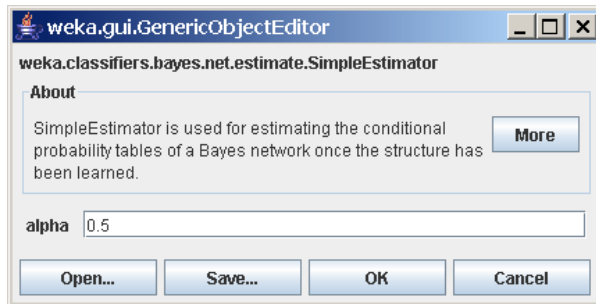 weka.gui.GenericObjectEditor
weka.classifiers.bayes.net.estimate.SimpleEstimator
About
SimpleEstimator is used for estimating the conditional
probability tables of a Bayes network once the structure has
been learned.
More
alpha 0.5
Open... Save... OK Cancel